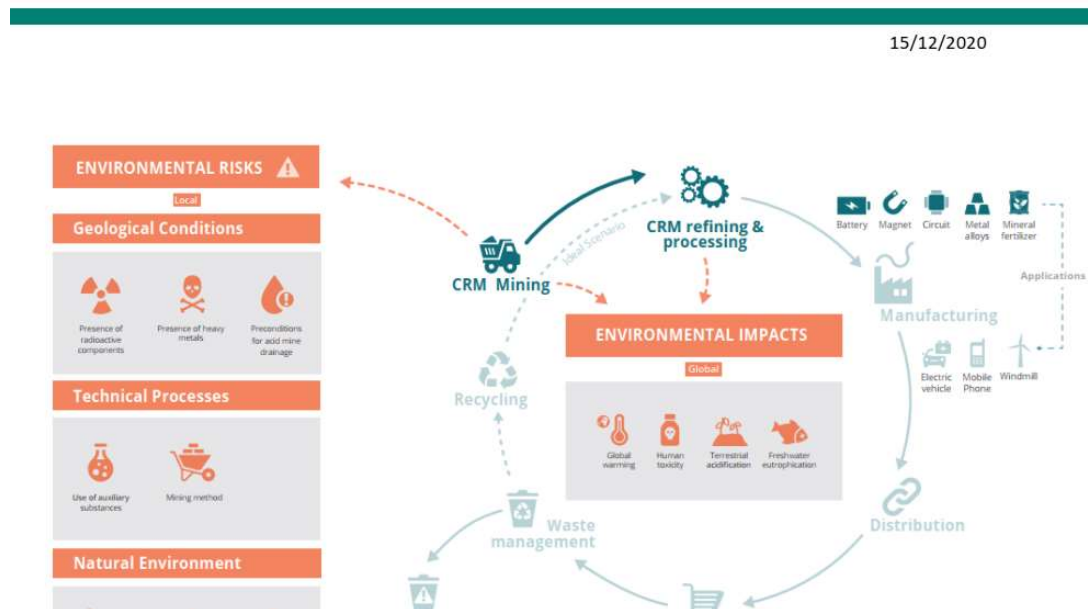 15/12/2020
ENVIRONMENTAL RISKS
Local
Geological Conditions
Presence of
radioactive
components
Presence of heavy
metals
Preconditions
for acid mine
drainage
Technical Processes
Use of auxiliary
substances
Mining method
Natural Environment
CRM Mining
Ideal Scenario
CRM refining &
processing
Battery
Magnet
Circuit
Metal
alloys
Mineral
fertilizer
Applications
Manufacturing
Electric
vehicle
Mobile
Phone
Windmill
ENVIRONMENTAL IMPACTS
Global
Global
warming
Human
toxicity
Terrestrial
acidification
Freshwater
eutrophication
Recycling
Distribution
Waste
management